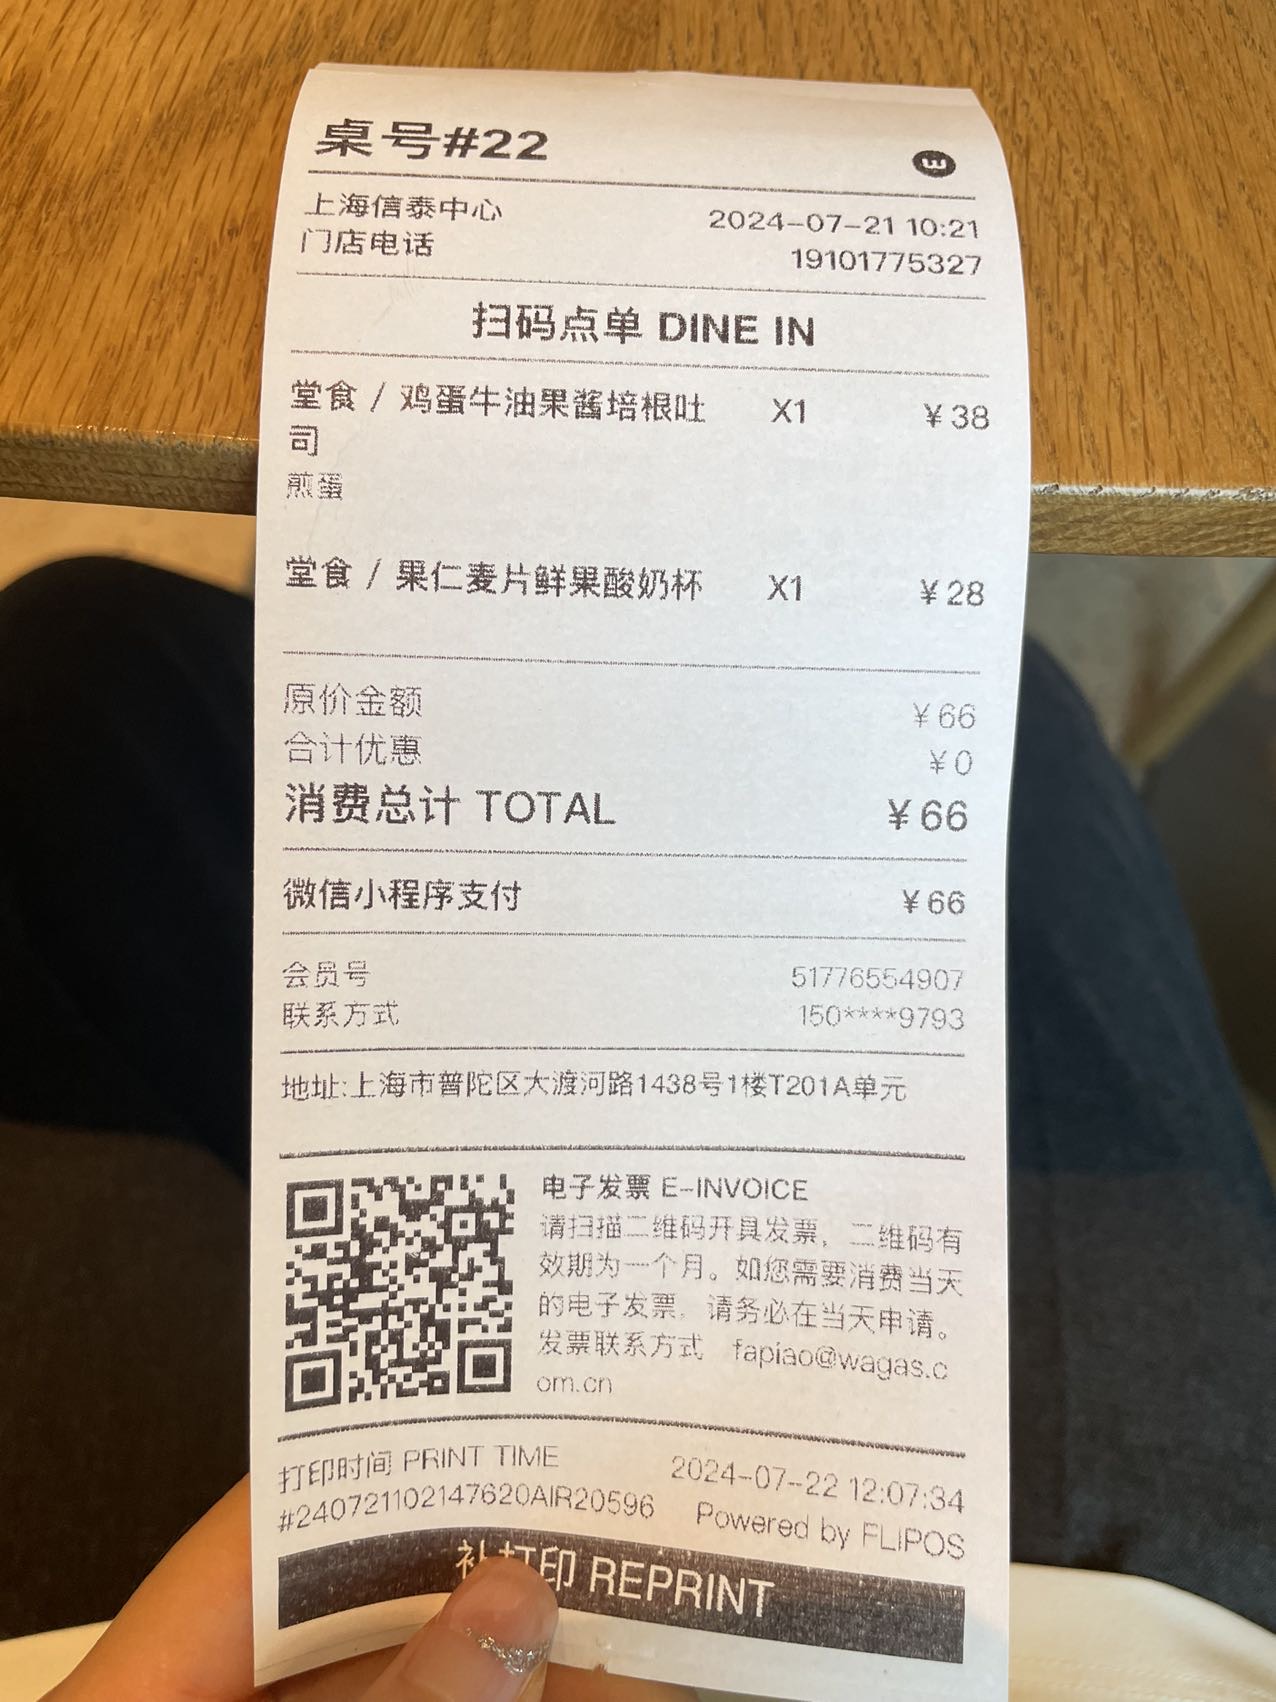 桌号#22
上海信泰中心 2024-07-21 10:21
门店电话 19101775327
扫码点单 DINE IN
堂食 / 鸡蛋牛油果酱培根吐 X1 ¥38
司
煎蛋
堂食 / 果仁麦片鲜果酸奶杯 X1 ¥28
原价金额 ¥66
合计优惠 ¥0
消费总计 TOTAL ¥66
微信小程序支付 ¥66
会员号 51776554907
联系方式 150****9793
地址:上海市普陀区大渡河路1438号1楼T201A单元
电子发票 E-INVOICE
请扫描二维码开具发票，二维码有
效期为一个月。如您需要消费当天
的电子发票，请务必在当天申请。
发票联系方式 fapiao@wagas.c
om.cn
打印时间 PRINT TIME 2024-07-22 12:07:34
#240721102147620AIR20596 Powered by FLIPOS
补打印 REPRINT